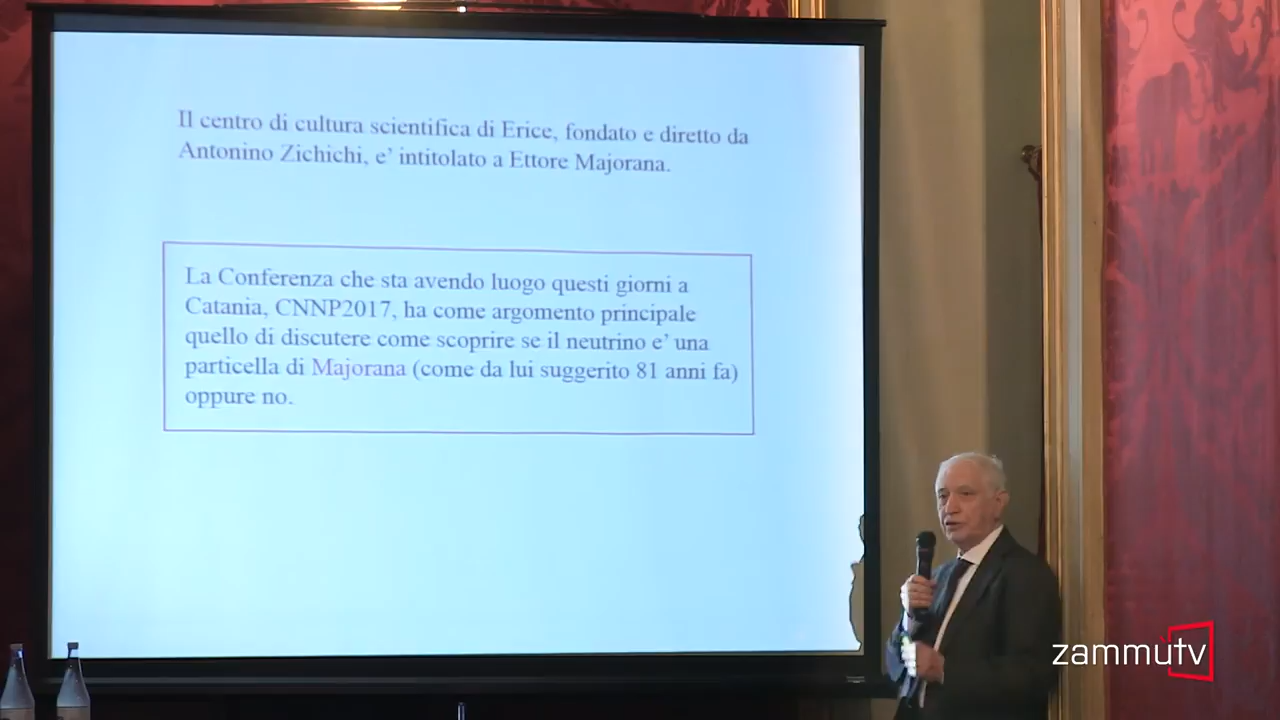 Il centro di cultura scientifica di Erice, fondato e diretto da
Antonino Zichichi, e' intitolato a Ettore Majorana.
La Conferenza che sta avendo luogo questi giorni a
Catania, CNNP2017, ha come argomento principale
quello di discutere come scoprire se il neutrino e' una
particella di Majorana (come da lui suggerito 81 anni fa)
oppure no.
zammùtv